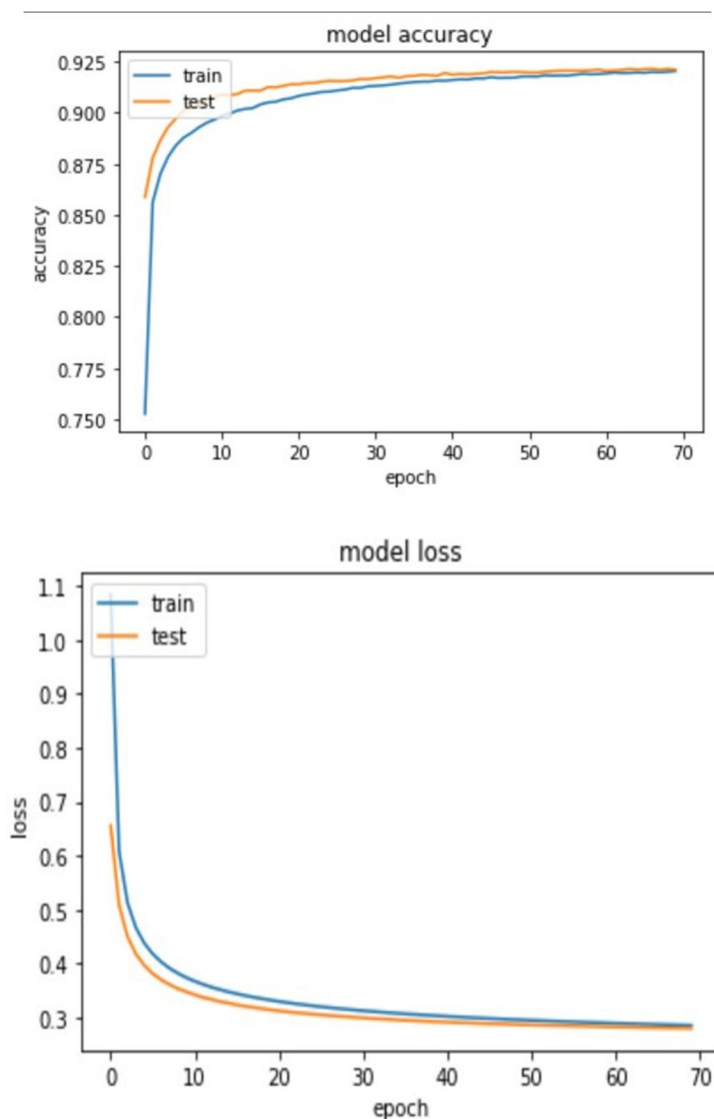 model accuracy
0.925
0.900
0.875
0.850
0.825
0.800
0.775
0.750
accuracy
train
test
0 10 20 30 40 50 60 70
epoch
model loss
1.1
1.0
0.9
0.8
0.7
0.6
0.5
0.4
0.3
loss
train
test
0 10 20 30 40 50 60 70
epoch